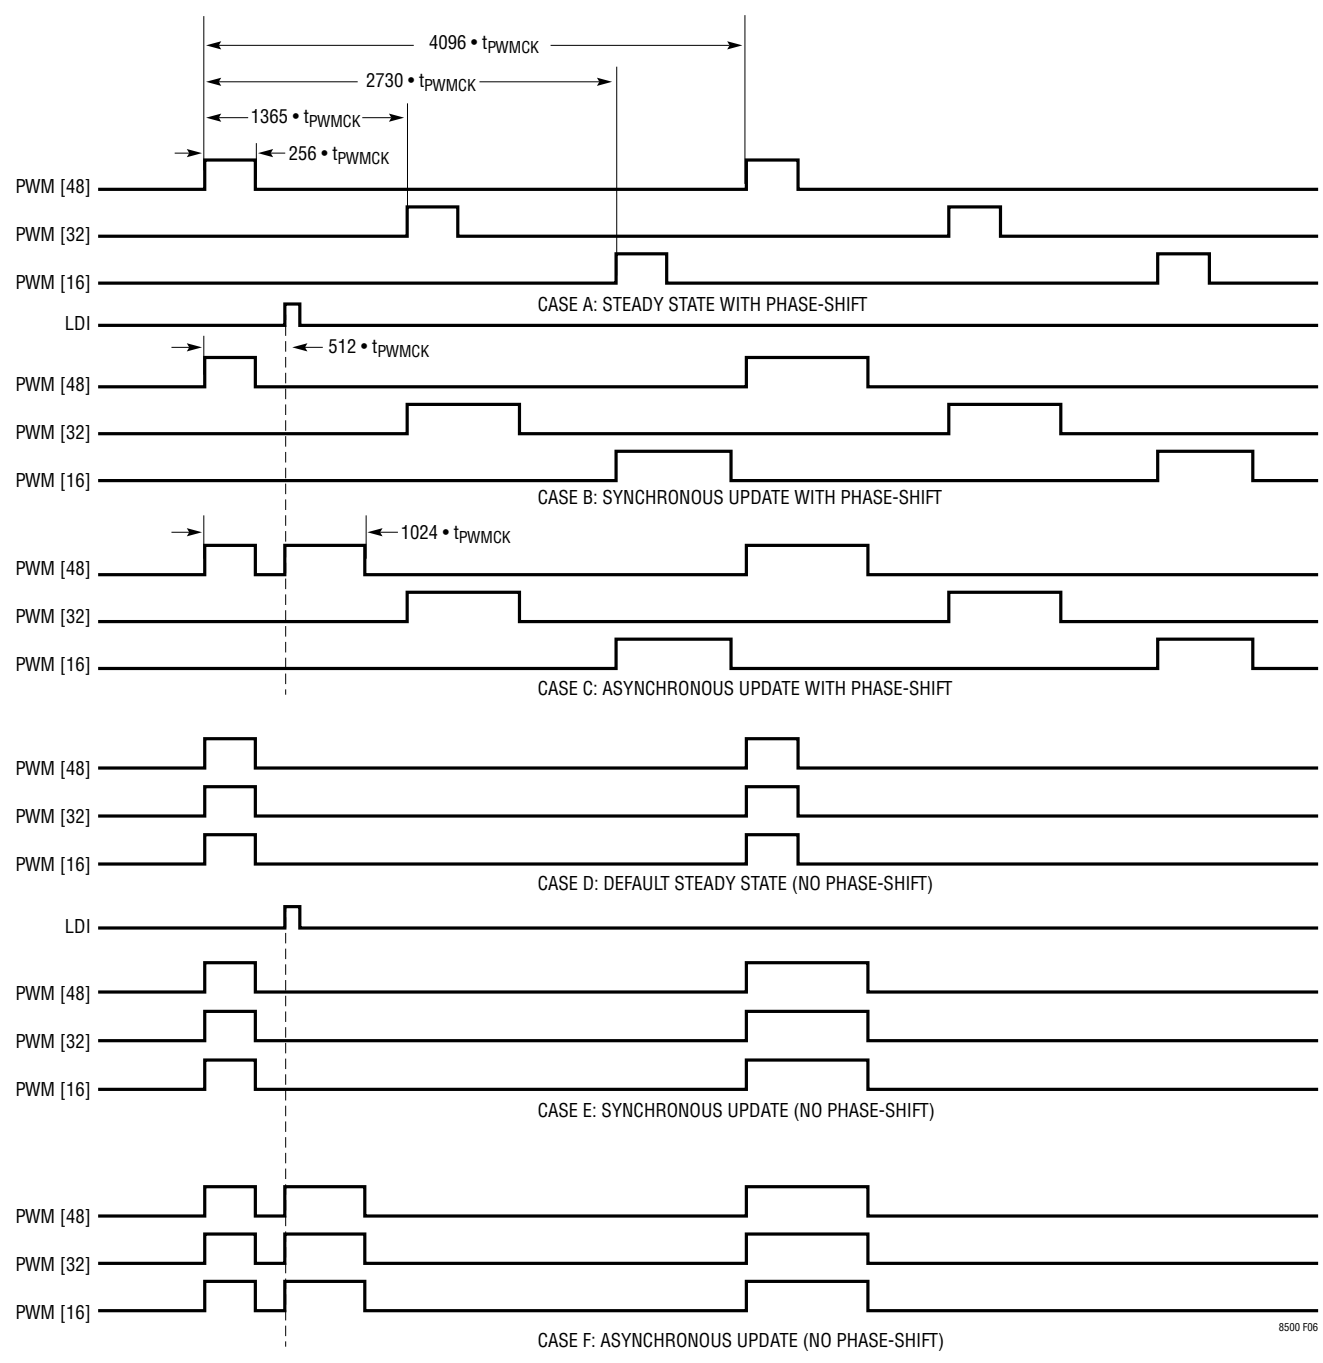 4096 • tPWMCK
2730 • tPWMCK
1365 • tPWMCK
256 • tPWMCK
PWM [48]
PWM [32]
PWM [16]
CASE A: STEADY STATE WITH PHASE-SHIFT
LDI
512 • tPWMCK
PWM [48]
PWM [32]
PWM [16]
CASE B: SYNCHRONOUS UPDATE WITH PHASE-SHIFT
1024 • tPWMCK
PWM [48]
PWM [32]
PWM [16]
CASE C: ASYNCHRONOUS UPDATE WITH PHASE-SHIFT
PWM [48]
PWM [32]
PWM [16]
CASE D: DEFAULT STEADY STATE (NO PHASE-SHIFT)
LDI
PWM [48]
PWM [32]
PWM [16]
CASE E: SYNCHRONOUS UPDATE (NO PHASE-SHIFT)
PWM [48]
PWM [32]
PWM [16]
8500 F06
CASE F: ASYNCHRONOUS UPDATE (NO PHASE-SHIFT)